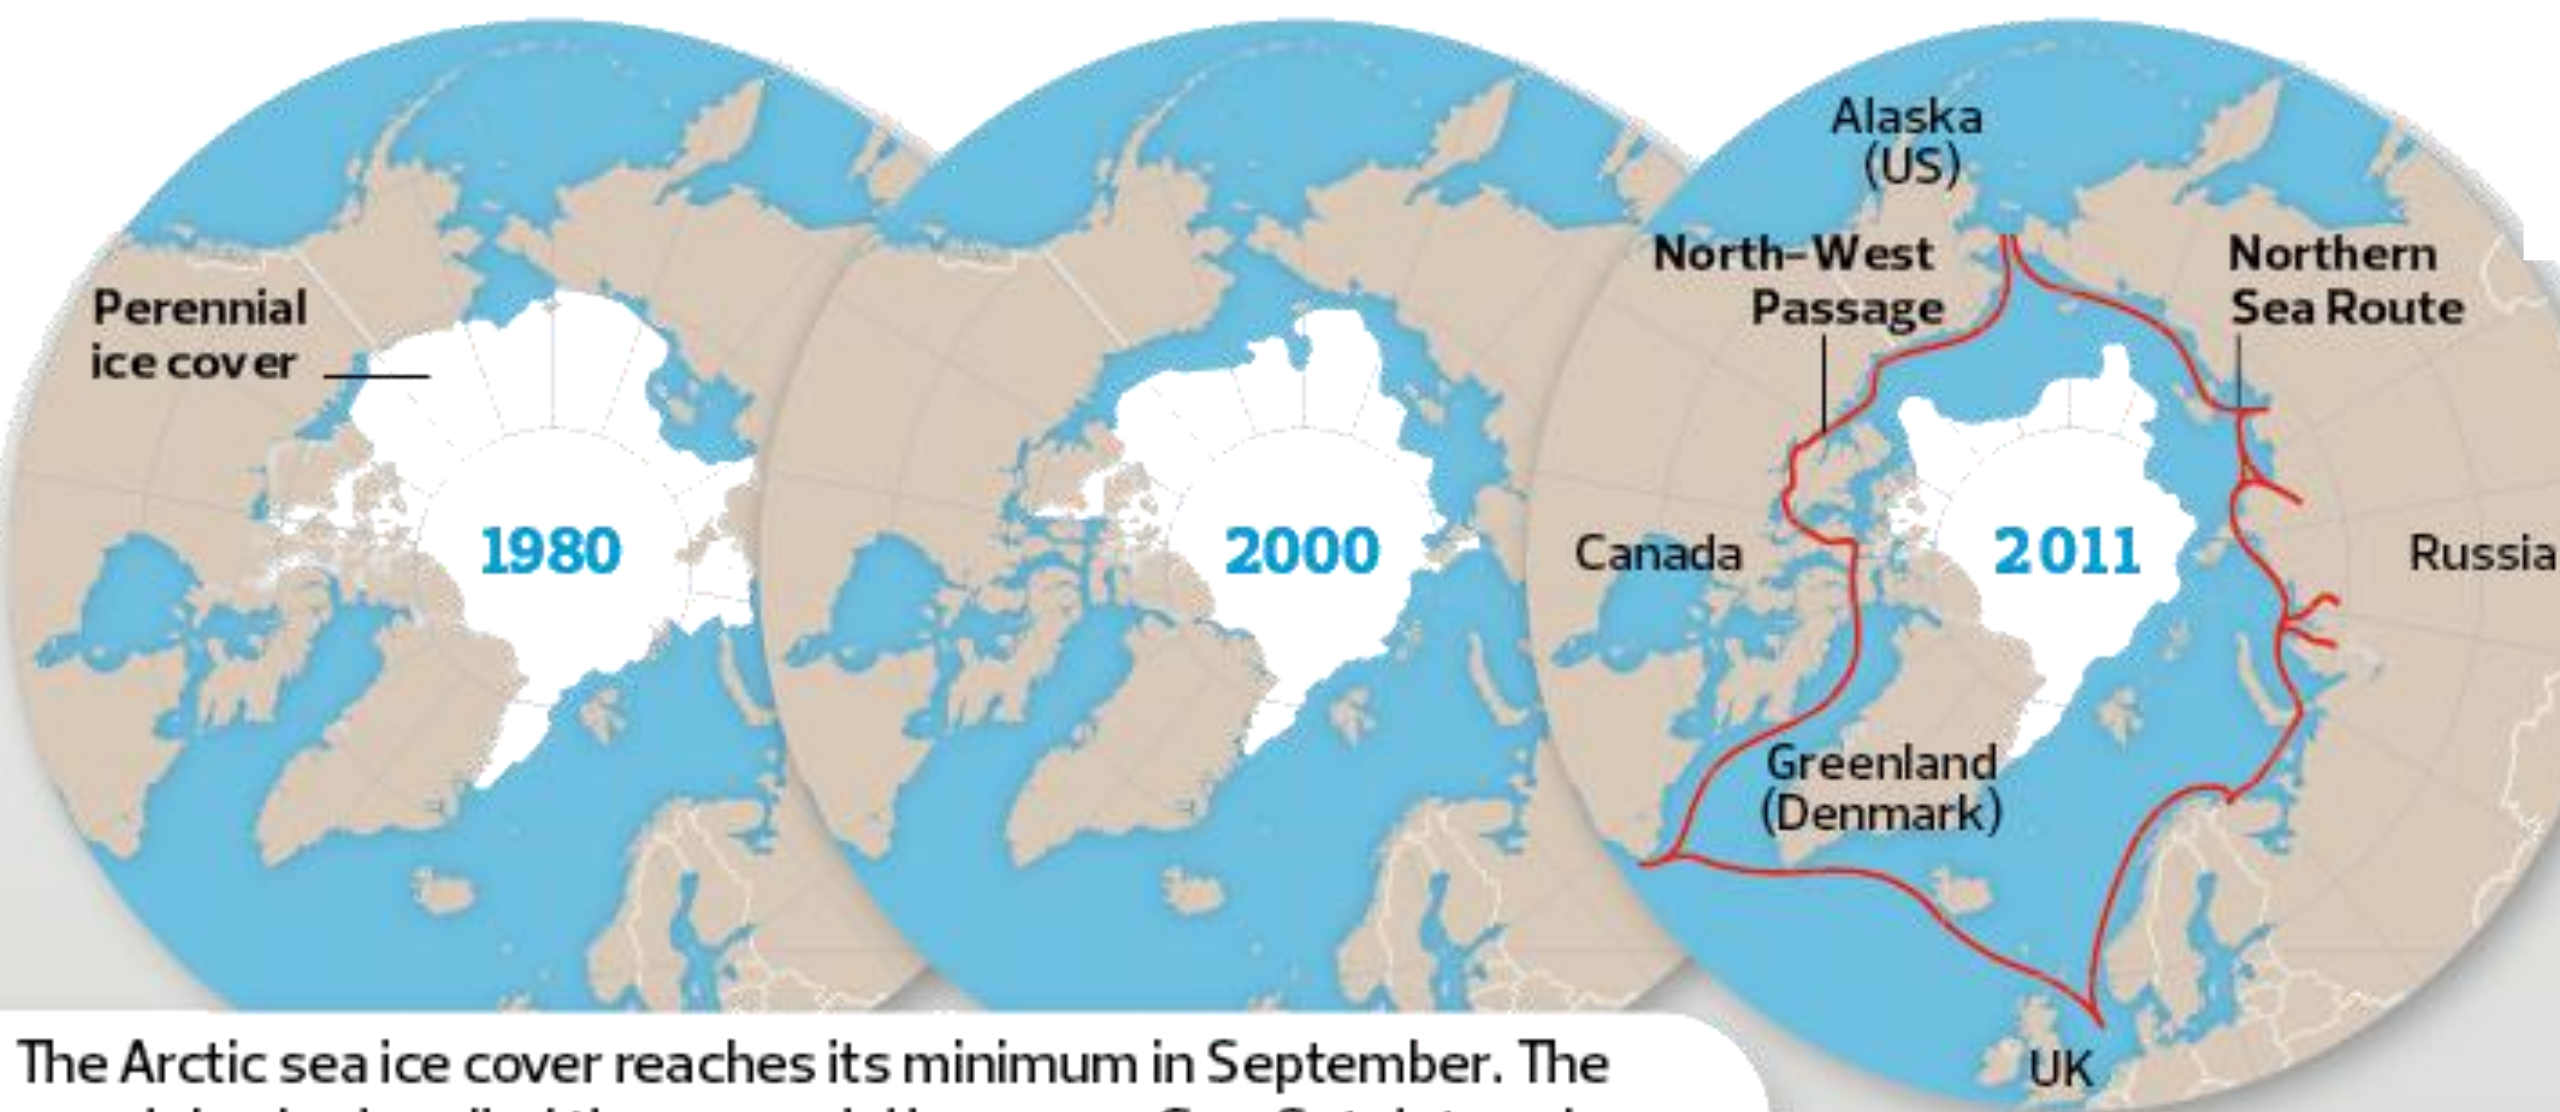 Perennial
ice cover
1980
2000
Alaska
(US)
North-West
Passage
Northern
Sea Route
Canada
2011
Russia
Greenland
(Denmark)
UK
The Arctic sea ice cover reaches its minimum in September. The